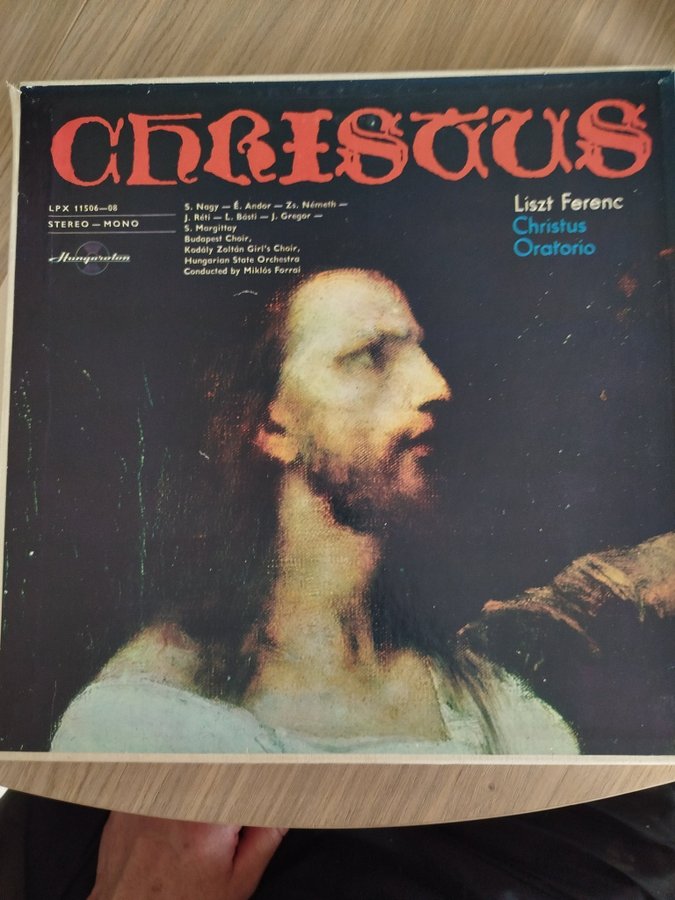 CHRISTUS
LPX 11506—08
STEREO — MONO
Hungaroton
S. Nagy — É. Andor — Zs. Németh —
J. Réti — L. Bósti — J. Gregor —
S. Margittay
Budapest Choir,
Kodály Zoltán Girl's Choir,
Hungarian State Orchestra
Conducted by Miklós Forrai
Liszt Ferenc
Christus
Oratorio